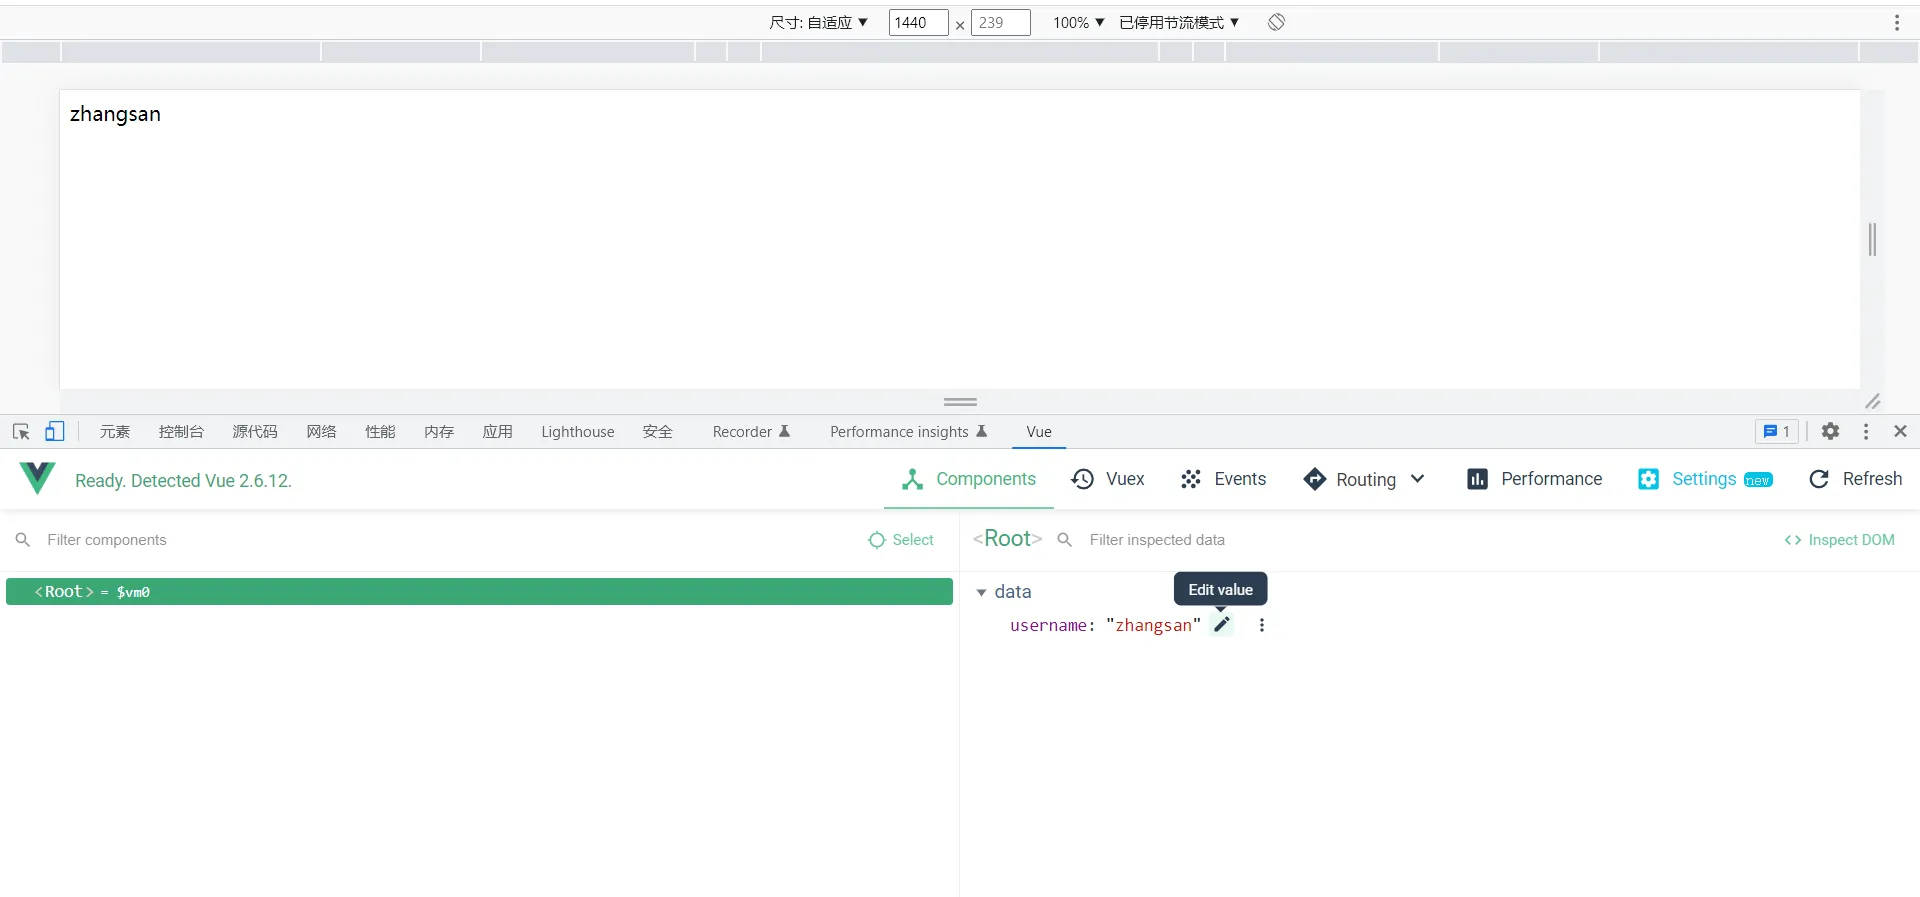 尺寸: 自适应 ▼ 1440 × 239 100% ▼ 已停用节流模式 ▼
zhangsan
元素 控制台 源代码 网络 性能 内存 应用 Lighthouse 安全 Recorder Performance insights Vue 1
Ready. Detected Vue 2.6.12. Components Vuex Events Routing Performance Settings new Refresh
Filter components Select <Root> Filter inspected data <> Inspect DOM
<Root> = $vm0
data
Edit value
username: "zhangsan"